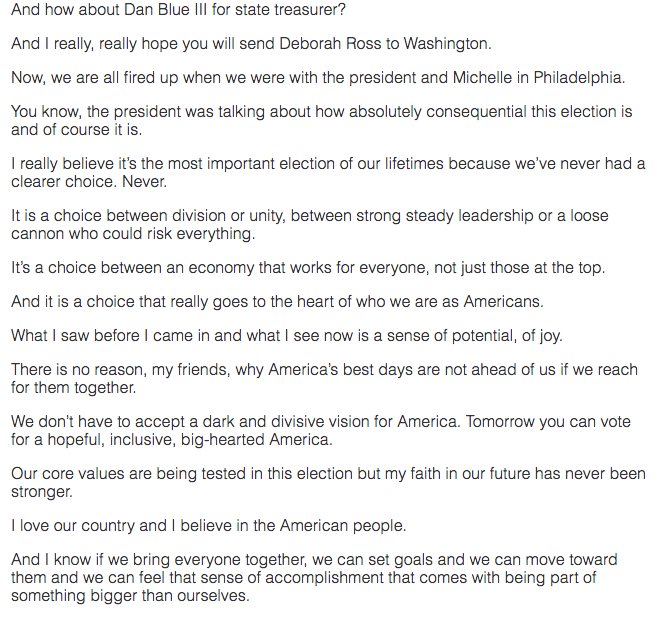 And how about Dan Blue III for state treasurer?
And I really, really hope you will send Deborah Ross to Washington.
Now, we are all fired up when we were with the president and Michelle in Philadelphia.
You know, the president was talking about how absolutely consequential this election is
and of course it is.
I really believe it's the most important election of our lifetimes because we've never had a
clearer choice. Never.
It is a choice between division or unity, between strong steady leadership or a loose
cannon who could risk everything.
It's a choice between an economy that works for everyone, not just those at the top.
And it is a choice that really goes to the heart of who we are as Americans.
What I saw before I came in and what I see now is a sense of potential, of joy.
There is no reason, my friends, why America's best days are not ahead of us if we reach
for them together.
We don't have to accept a dark and divisive vision for America. Tomorrow you can vote
for a hopeful, inclusive, big-hearted America.
Our core values are being tested in this election but my faith in our future has never been
stronger.
I love our country and I believe in the American people.
And I know if we bring everyone together, we can set goals and we can move toward
them and we can feel that sense of accomplishment that comes with being part of
something bigger than ourselves.